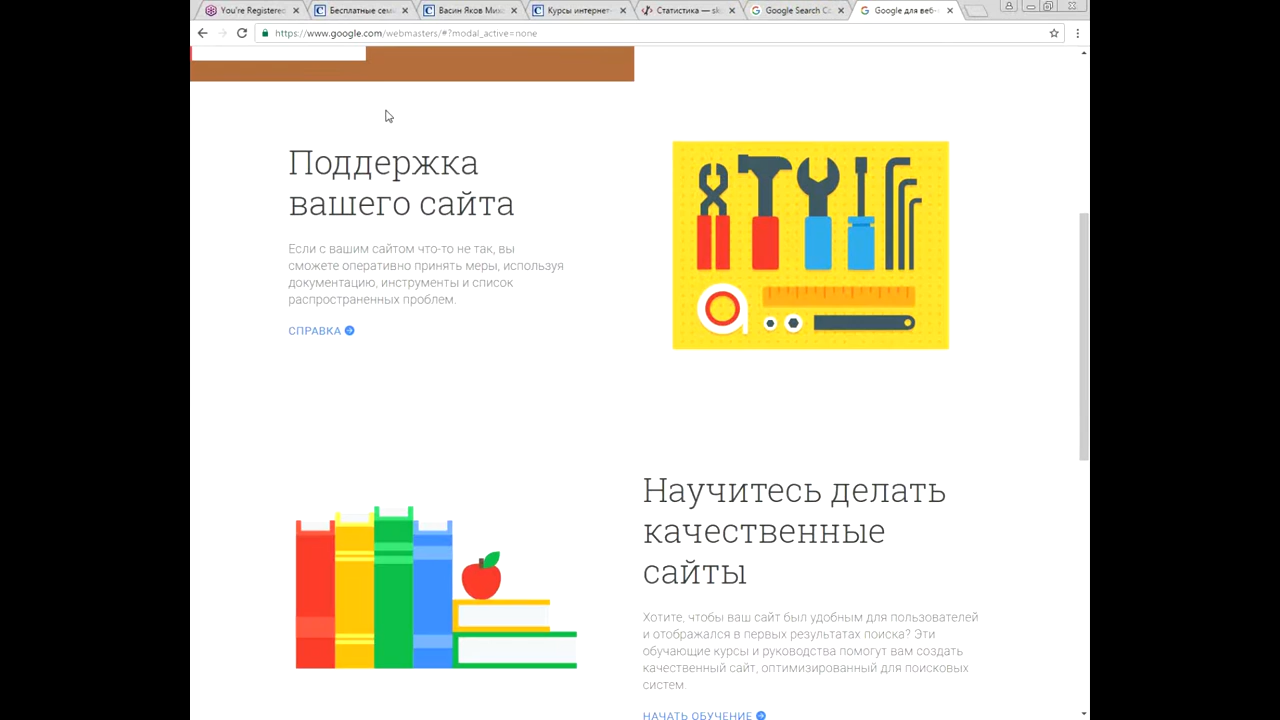 You're Registered
Бесплатные сем
Васин Яков Мих
Курсы интернет-
Статистика — sk
Google Search Co
Google для веб-
https://www.google.com/webmasters/#?modal_active=none
Поддержка
вашего сайта
Если с вашим сайтом что-то не так, вы
сможете оперативно принять меры, используя
документацию, инструменты и список
распространенных проблем.
СПРАВКА
Научитесь делать
качественные
сайты
Хотите, чтобы ваш сайт был удобным для пользователей
и отображался в первых результатах поиска? Эти
обучающие курсы и руководства помогут вам создать
качественный сайт, оптимизированный для поисковых
систем.
НАЧАТЬ ОБУЧЕНИЕ